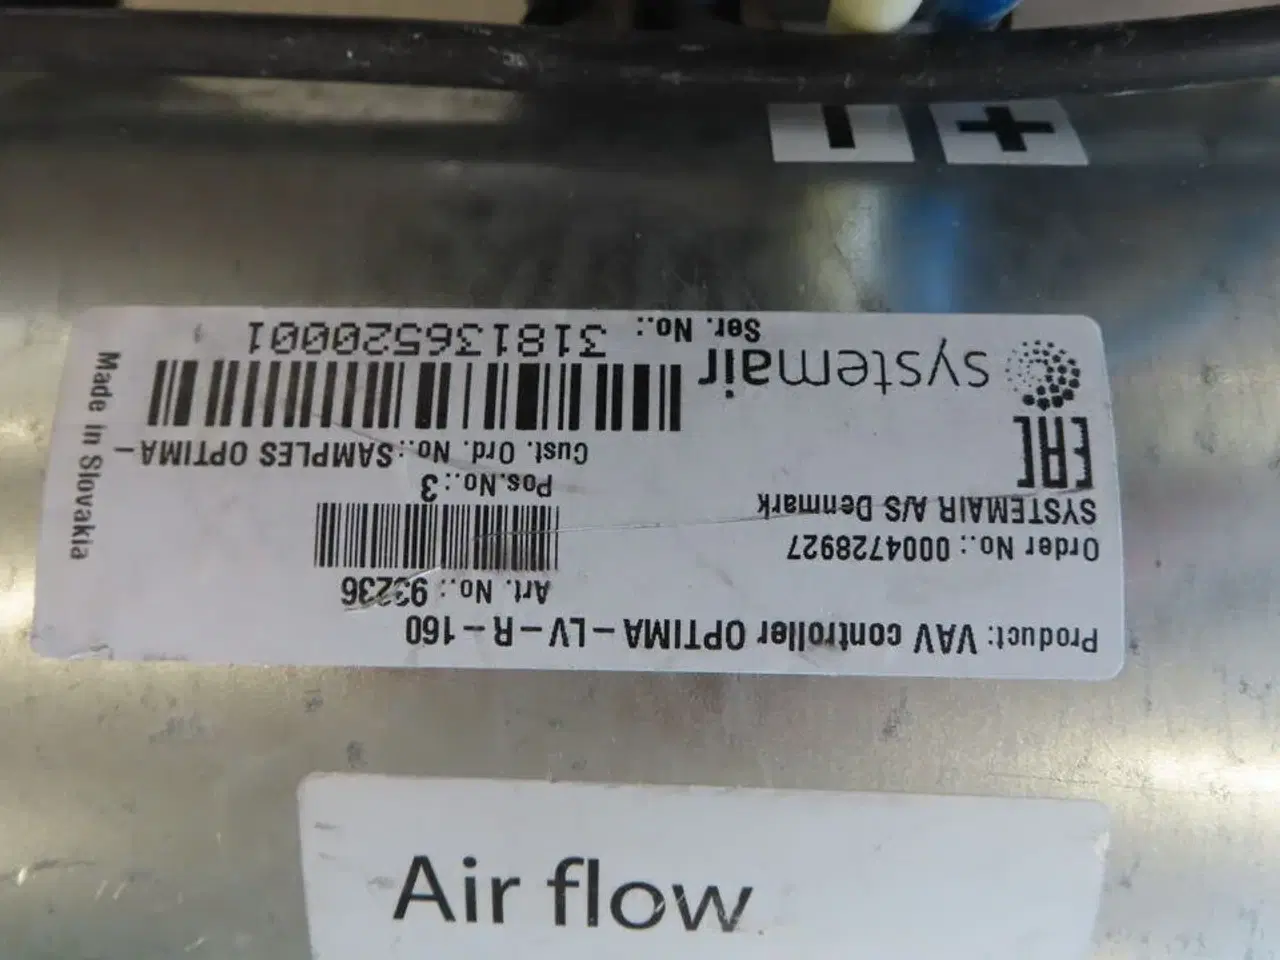 Product: VAV controller OPTIMA-LV-R-160
Order No.: 0004728927
Art. No.: 93236
SYSTEMAIR A/S Denmark
Pos.No.:3
EAC
Cust. Ord. No.:SAMPLES OPTIMA-
systemair
Ser. No.: 318136520001
Made in Slovakia
- +
Air flow